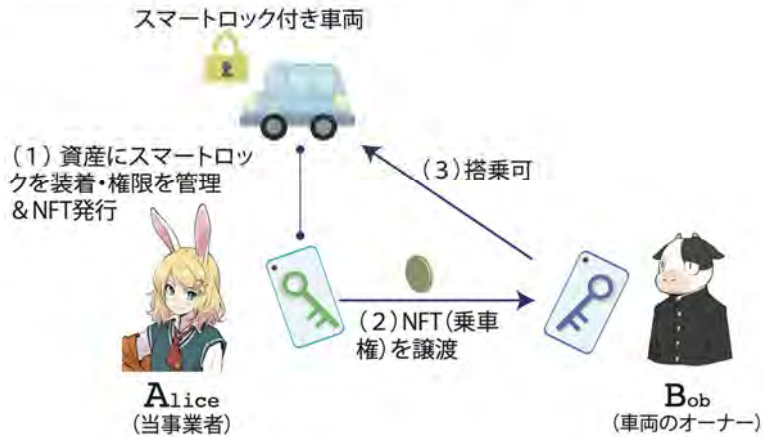 スマートロック付き車両
(1)資産にスマートロッ
クを装着・権限を管理
&NFT発行
(3)搭乗可
(2)NFT(乗車
権)を譲渡
Alice
(当事業者)
Bob
(車両のオーナー)